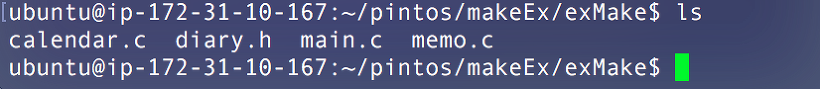 [ubuntu@ip-172-31-10-167:~/pintos/makeEx/exMake$ ls
calendar.c  diary.h  main.c  memo.c
ubuntu@ip-172-31-10-167:~/pintos/makeEx/exMake$